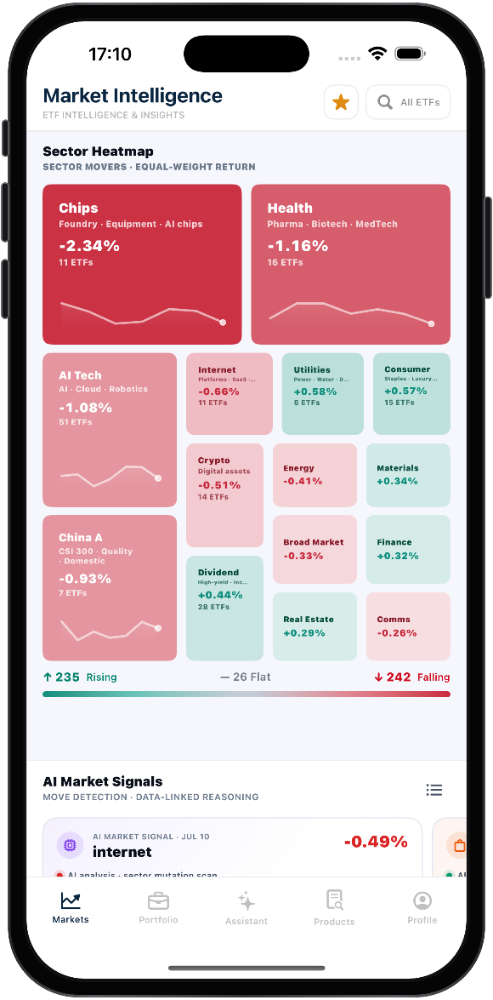 17:10
Market Intelligence
ETF INTELLIGENCE & INSIGHTS
All ETFs
Sector Heatmap
SECTOR MOVERS · EQUAL-WEIGHT RETURN
Chips
Foundry · Equipment · AI chips
-2.34%
11 ETFs
Health
Pharma · Biotech · MedTech
-1.16%
16 ETFs
AI Tech
AI · Cloud · Robotics
-1.08%
51 ETFs
Internet
Platforms · SaaS ·...
-0.66%
11 ETFs
Utilities
Power · Water · D...
+0.58%
5 ETFs
Consumer
Staples · Luxury...
+0.57%
15 ETFs
Crypto
Digital assets
-0.51%
14 ETFs
Energy
-0.41%
Materials
+0.34%
China A
CSI 300 · Quality
· Domestic
-0.93%
7 ETFs
Broad Market
-0.33%
Finance
+0.32%
Dividend
High-yield · Inc...
+0.44%
28 ETFs
Real Estate
+0.29%
Comms
-0.26%
↑ 235 Rising
— 26 Flat
↓ 242 Falling
AI Market Signals
MOVE DETECTION · DATA-LINKED REASONING
AI MARKET SIGNAL · JUL 10
internet
-0.49%
AI analysis · sector mutation scan
Markets
Portfolio
Assistant
Products
Profile